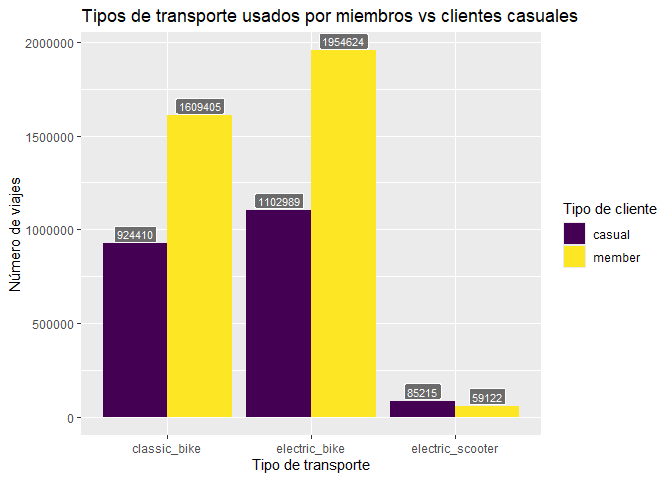 Tipos de transporte usados por miembros vs clientes casuales
Número de viajes
2000000
1500000
1000000
500000
0
924410
1609405
1102989
1954624
85215
59122
classic_bike
electric_bike
electric_scooter
Tipo de transporte
Tipo de cliente
casual
member